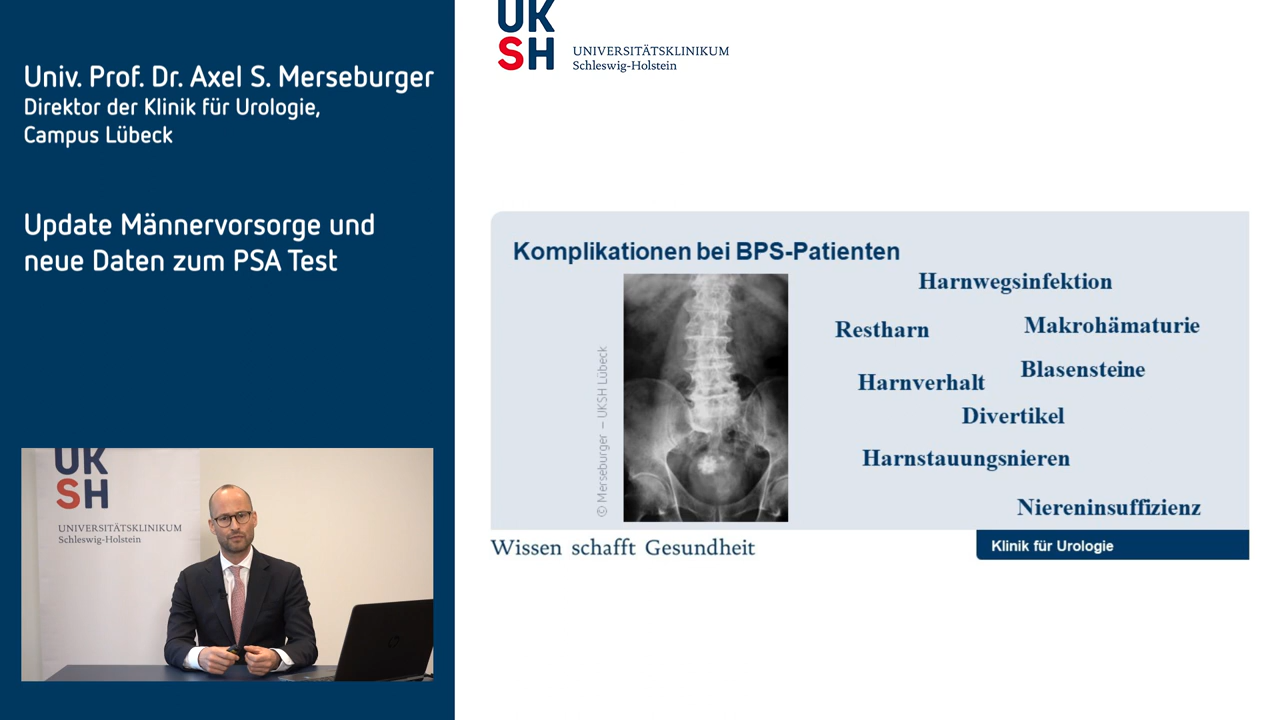 Univ. Prof. Dr. Axel S. Merseburger
Direktor der Klinik für Urologie,
Campus Lübeck
Update Männervorsorge und
neue Daten zum PSA Test
UK
SH
UNIVERSITÄTSKLINIKUM
Schleswig-Holstein
UK
SH
UNIVERSITÄTSKLINIKUM
Schleswig-Holstein
Komplikationen bei BPS-Patienten
© Merseburger – UKSH Lübeck
Harnwegsinfektion
Restharn
Makrohämaturie
Blasensteine
Harnverhalt
Divertikel
Harnstauungsnieren
Niereninsuffizienz
Wissen schafft Gesundheit
Klinik für Urologie